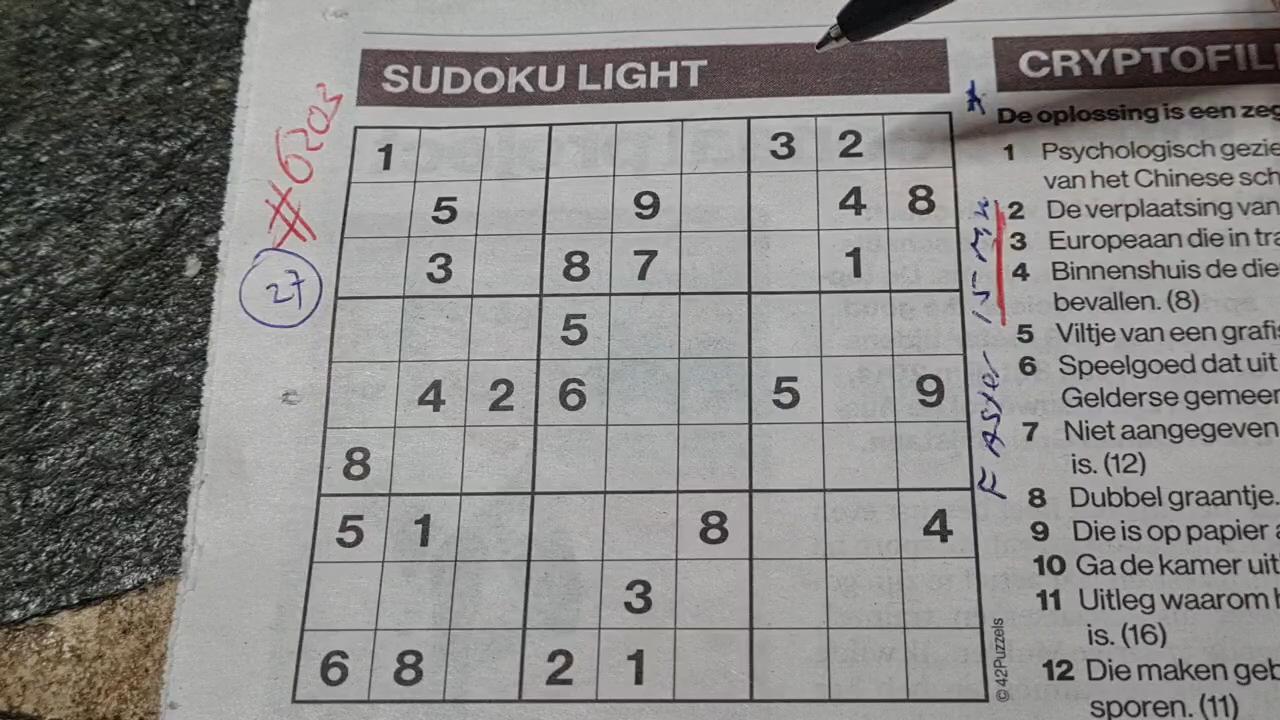 SUDOKU LIGHT
#6203
27
1 3 2
5 9 4 8
3 8 7 1
5
4 2 6 5 9
8
5 1 8 4
3
6 8 2 1
FASTER 15 MIN
©42Puzzels
CRYPTOFIL
De oplossing is een zeg
1 Psychologisch gezie
van het Chinese sch
2 De verplaatsing van
3 Europeaan die in tra
4 Binnenshuis de die
bevallen. (8)
5 Viltje van een grafis
6 Speelgoed dat uit
Gelderse gemeer
7 Niet aangegeven
is. (12)
8 Dubbel graantje.
9 Die is op papier a
10 Ga de kamer uit
11 Uitleg waarom h
is. (16)
12 Die maken geb
sporen. (11)